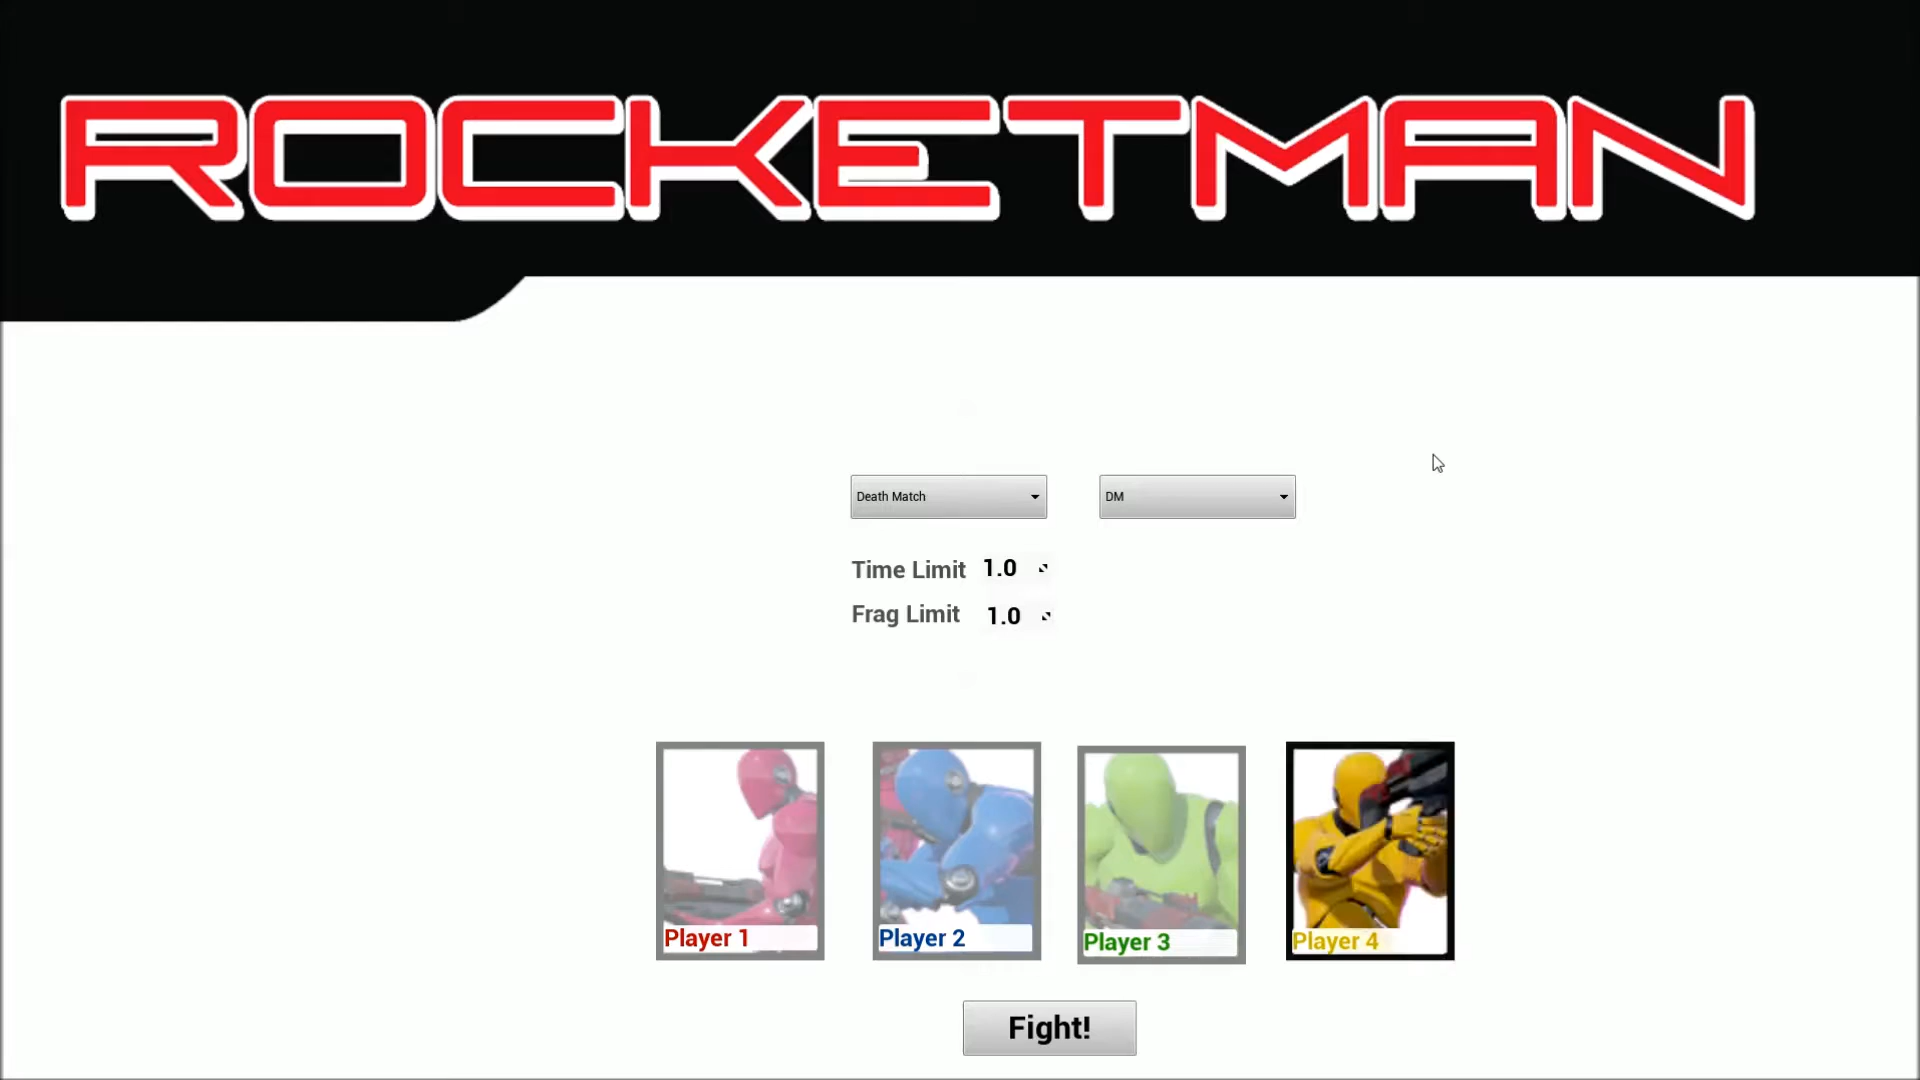 ROCKETMAN
Death Match
DM
Time Limit 1.0
Frag Limit 1.0
Player 1
Player 2
Player 3
Player 4
Fight!